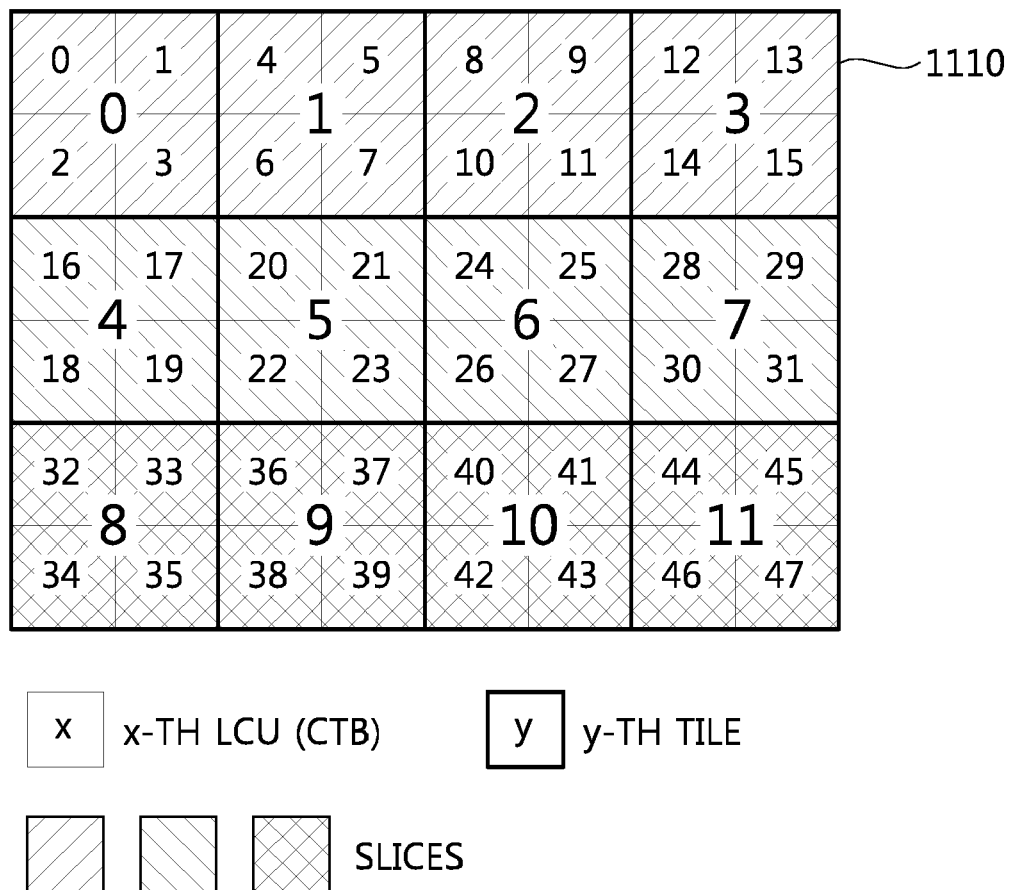 0 1 4 5 8 9 12 13 1110
0 1 2 3
2 3 6 7 10 11 14 15
16 17 20 21 24 25 28 29
4 5 6 7
18 19 22 23 26 27 30 31
32 33 36 37 40 41 44 45
8 9 10 11
34 35 38 39 42 43 46 47
x x-TH LCU (CTB) y y-TH TILE
SLICES